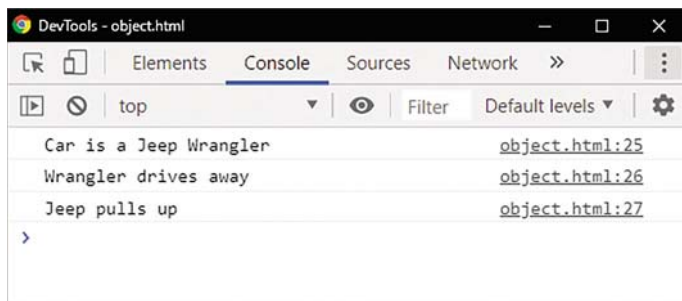 DevTools - object.html
Elements Console Sources Network »
top Filter Default levels
Car is a Jeep Wrangler object.html:25
Wrangler drives away object.html:26
Jeep pulls up object.html:27
>